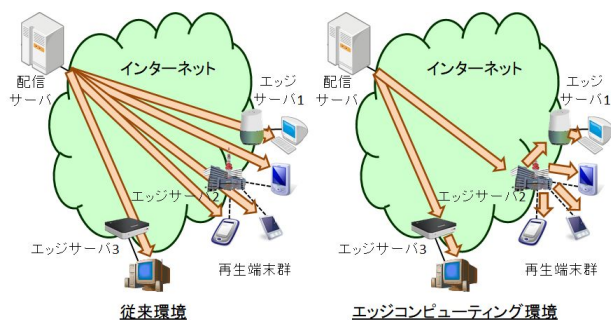 インターネット
配信
サーバ
エッジ
サーバ1
エッジサーバ2
エッジサーバ3
再生端末群
従来環境
インターネット
配信
サーバ
エッジ
サーバ1
エッジサーバ2
エッジサーバ3
再生端末群
エッジコンピューティング環境